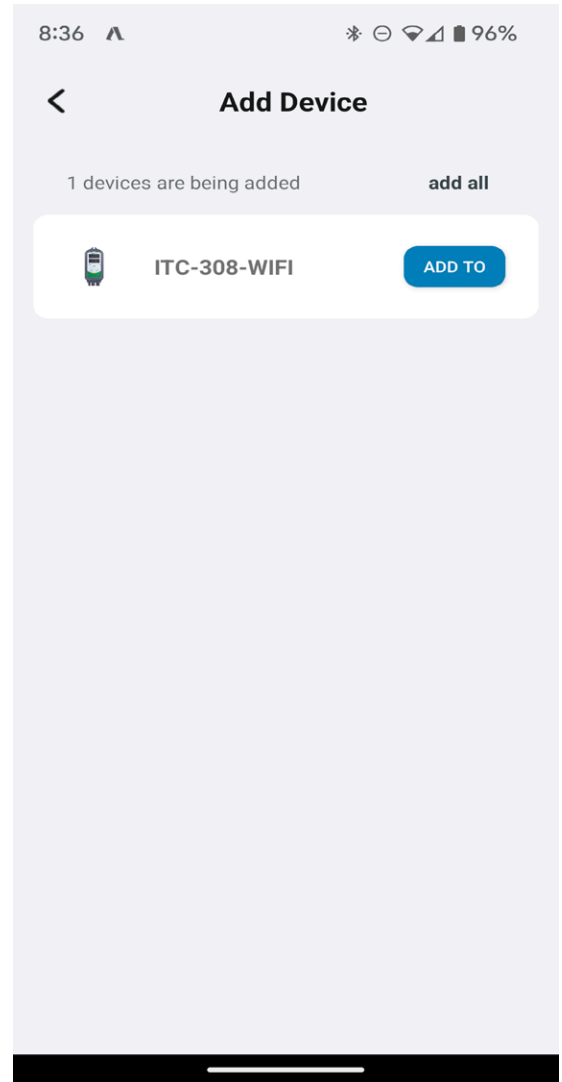 8:36 96%
Add Device
1 devices are being added add all
ITC-308-WIFI ADD TO